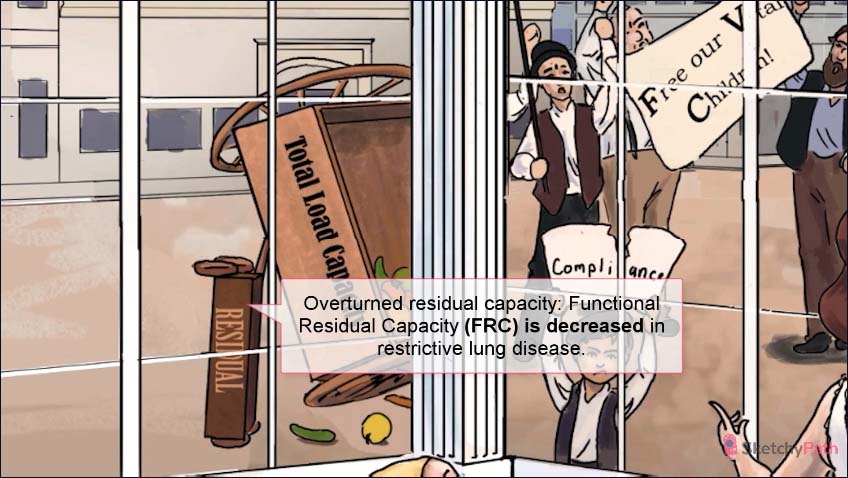 Free our Vital
Children!
Total Load Capa
Compliance
RESIDUAL
Overturned residual capacity: Functional
Residual Capacity (FRC) is decreased in
restrictive lung disease.
SketchyPath